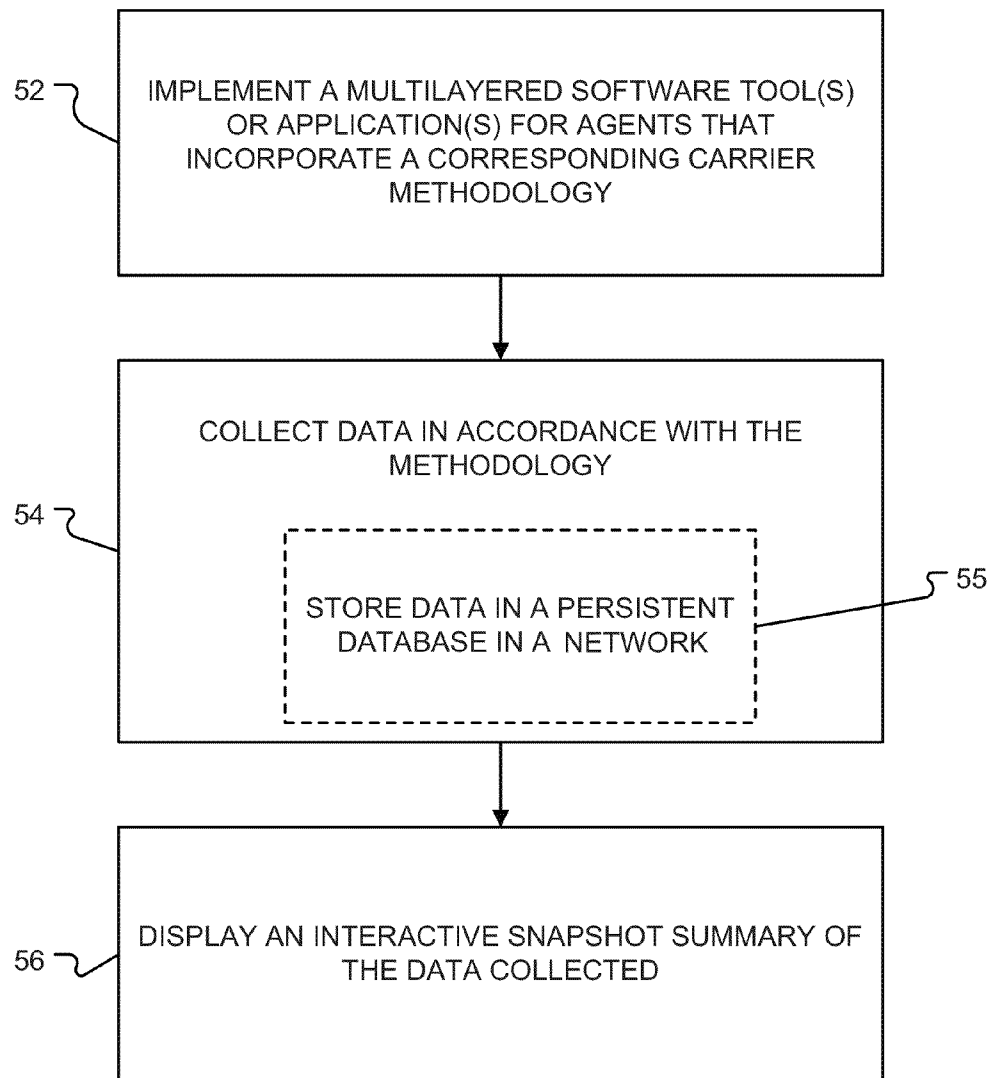 52
IMPLEMENT A MULTILAYERED SOFTWARE TOOL(S)
OR APPLICATION(S) FOR AGENTS THAT
INCORPORATE A CORRESPONDING CARRIER
METHODOLOGY
54
COLLECT DATA IN ACCORDANCE WITH THE
METHODOLOGY
55
STORE DATA IN A PERSISTENT
DATABASE IN A NETWORK
56
DISPLAY AN INTERACTIVE SNAPSHOT SUMMARY OF
THE DATA COLLECTED